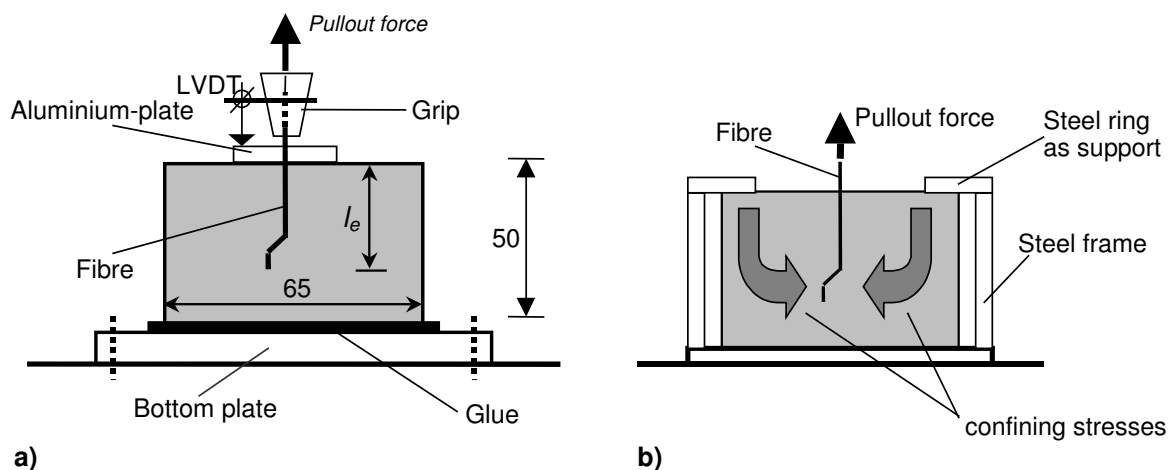 Pullout force
LVDT
Aluminium-plate
Grip
l_e
50
Fibre
65
Bottom plate
Glue
a)
Fibre
Pullout force
Steel ring
as support
Steel frame
confining stresses
b)